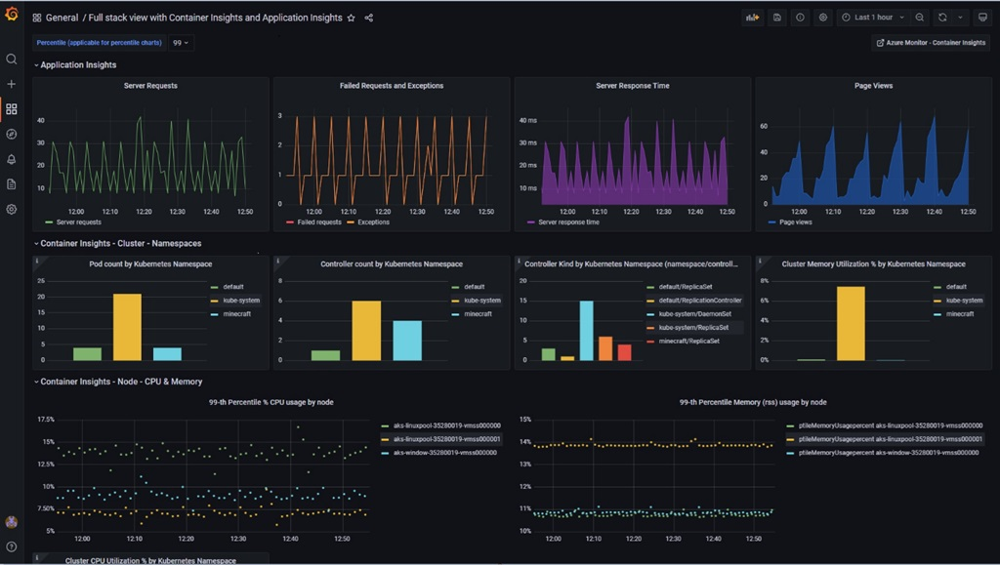 General / Full stack view with Container Insights and Application Insights
Last 1 hour
Percentile (applicable for percentile charts) 99
Azure Monitor - Container Insights
Application Insights
Server Requests
40
30
20
10
12:00 12:10 12:20 12:30 12:40 12:50
Server requests
Failed Requests and Exceptions
3
2
1
0
12:00 12:10 12:20 12:30 12:40 12:50
Failed requests Exceptions
Server Response Time
40 ms
30 ms
20 ms
10 ms
12:00 12:10 12:20 12:30 12:40 12:50
Server response time
Page Views
60
40
20
0
12:00 12:10 12:20 12:30 12:40 12:50
Page views
Container Insights - Cluster - Namespaces
Pod count by Kubernetes Namespace
25
20
15
10
5
0
default
kube-system
minecraft
Controller count by Kubernetes Namespace
8
6
4
2
0
default
kube-system
minecraft
Controller Kind by Kubernetes Namespace (namespace/controll...
20
15
10
5
0
default/ReplicaSet
default/ReplicationController
kube-system/DaemonSet
kube-system/ReplicaSet
minecraft/ReplicaSet
Cluster Memory Utilization % by Kubernetes Namespace
8%
6%
4%
2%
0%
default
kube-system
minecraft
Container Insights - Node - CPU & Memory
99-th Percentile % CPU usage by node
17.5%
15%
12.5%
10%
7.50%
5%
12:00 12:10 12:20 12:30 12:40 12:50
aks-linuxpool-35280019-vmss000000
aks-linuxpool-35280019-vmss000001
aks-window-35280019-vmss000000
99-th Percentile Memory (rss) usage by node
15%
14%
13%
12%
11%
10%
12:00 12:10 12:20 12:30 12:40 12:50
ptileMemoryUsagepercent aks-linuxpool-35280019-vmss000000
ptileMemoryUsagepercent aks-linuxpool-35280019-vmss000001
ptileMemoryUsagepercent aks-window-35280019-vmss000000
Cluster CPU Utilization % by Kubernetes Namespace